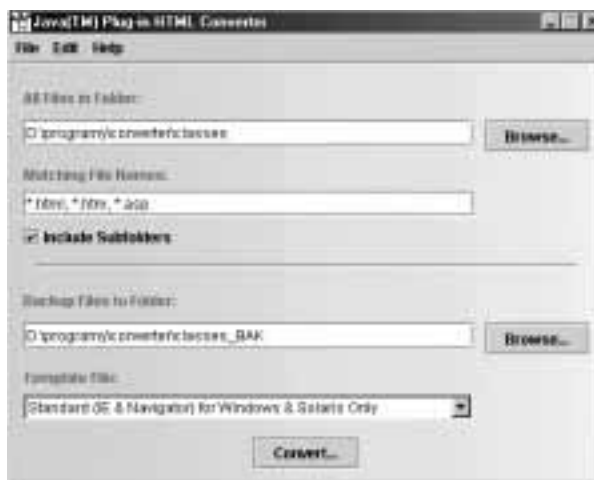 Java(TM) Plug-in HTML Converter
File Edit Help
All Files in Folder:
D:\program\converter\classes
Browse...
Matching File Names:
*.html, *.htm, *.asp
Include Subfolders
Backup Files to Folder:
D:\program\converter\classes_BAK
Browse...
Template File:
Standard (IE & Navigator) for Windows & Solaris Only
Convert...